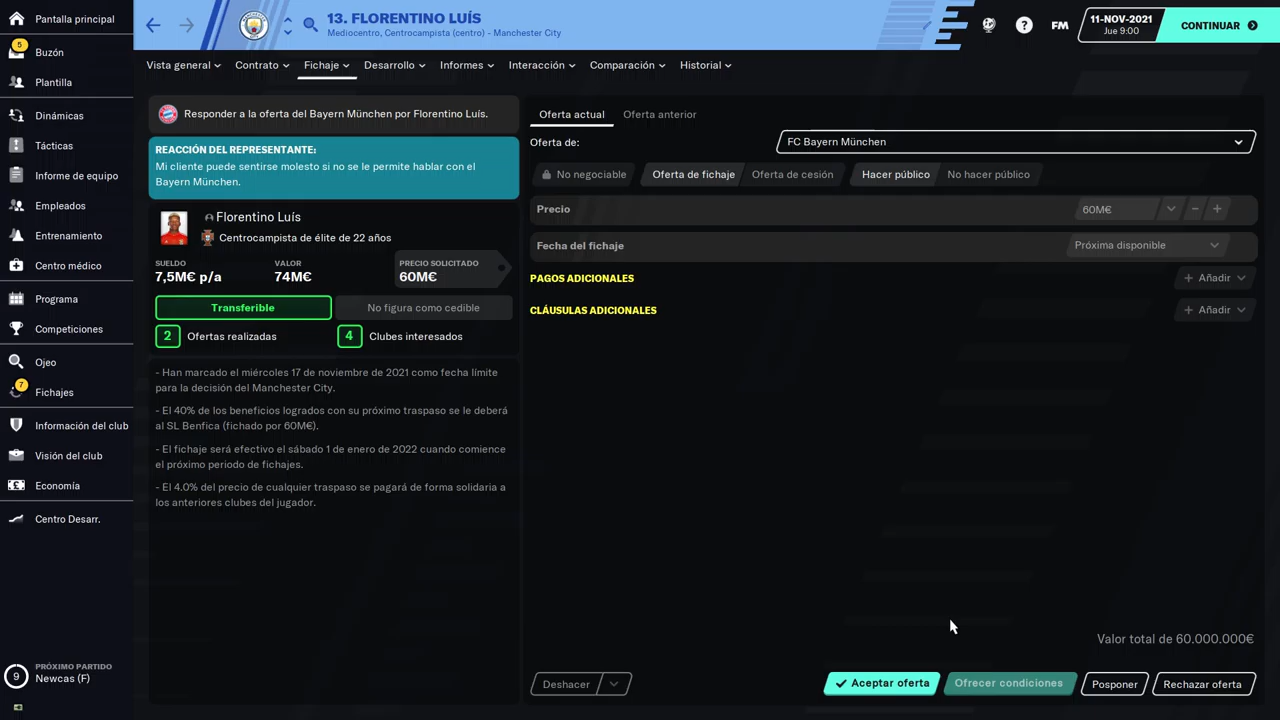 Pantalla principal
5
Buzón
Plantilla
Dinámicas
Tácticas
Informe de equipo
Empleados
Entrenamiento
Centro médico
Programa
Competiciones
Ojeo
7
Fichajes
Información del club
Visión del club
Economía
Centro Desarr.
9
PRÓXIMO PARTIDO
Newcas (F)
13. FLORENTINO LUÍS
Mediocentro, Centrocampista (centro) - Manchester City
?
FM
11-NOV-2021
Jue 9:00
CONTINUAR
Vista general
Contrato
Fichaje
Desarrollo
Informes
Interacción
Comparación
Historial
Responder a la oferta del Bayern München por Florentino Luís.
REACCIÓN DEL REPRESENTANTE:
Mi cliente puede sentirse molesto si no se le permite hablar con el
Bayern München.
Florentino Luís
Centrocampista de élite de 22 años
SUELDO
7,5M€ p/a
VALOR
74M€
PRECIO SOLICITADO
60M€
Transferible
No figura como cedible
2
Ofertas realizadas
4
Clubes interesados
- Han marcado el miércoles 17 de noviembre de 2021 como fecha límite
para la decisión del Manchester City.
- El 40% de los beneficios logrados con su próximo traspaso se le deberá
al SL Benfica (fichado por 60M€).
- El fichaje será efectivo el sábado 1 de enero de 2022 cuando comience
el próximo periodo de fichajes.
- El 4.0% del precio de cualquier traspaso se pagará de forma solidaria a
los anteriores clubes del jugador.
Oferta actual
Oferta anterior
Oferta de:
FC Bayern München
No negociable
Oferta de fichaje
Oferta de cesión
Hacer público
No hacer público
Precio
60M€
Fecha del fichaje
Próxima disponible
PAGOS ADICIONALES
+ Añadir
CLÁUSULAS ADICIONALES
+ Añadir
Valor total de 60.000.000€
Deshacer
Aceptar oferta
Ofrecer condiciones
Posponer
Rechazar oferta